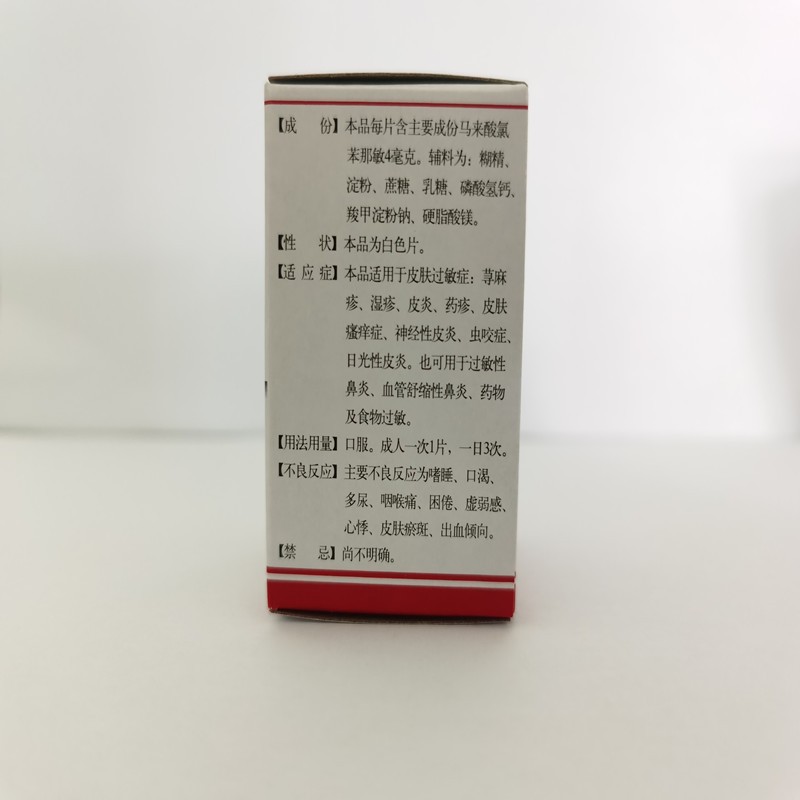 【成 份】本品每片含主要成份马来酸氯
苯那敏4毫克。辅料为：糊精、
淀粉、蔗糖、乳糖、磷酸氢钙、
羧甲淀粉钠、硬脂酸镁。
【性 状】本品为白色片。
【适 应 症】本品适用于皮肤过敏症：荨麻
疹、湿疹、皮炎、药疹、皮肤
瘙痒症、神经性皮炎、虫咬症、
日光性皮炎。也可用于过敏性
鼻炎、血管舒缩性鼻炎、药物
及食物过敏。
【用法用量】口服。成人一次1片，一日3次。
【不良反应】主要不良反应为嗜睡、口渴、
多尿、咽喉痛、困倦、虚弱感、
心悸、皮肤瘀斑、出血倾向。
【禁 忌】尚不明确。